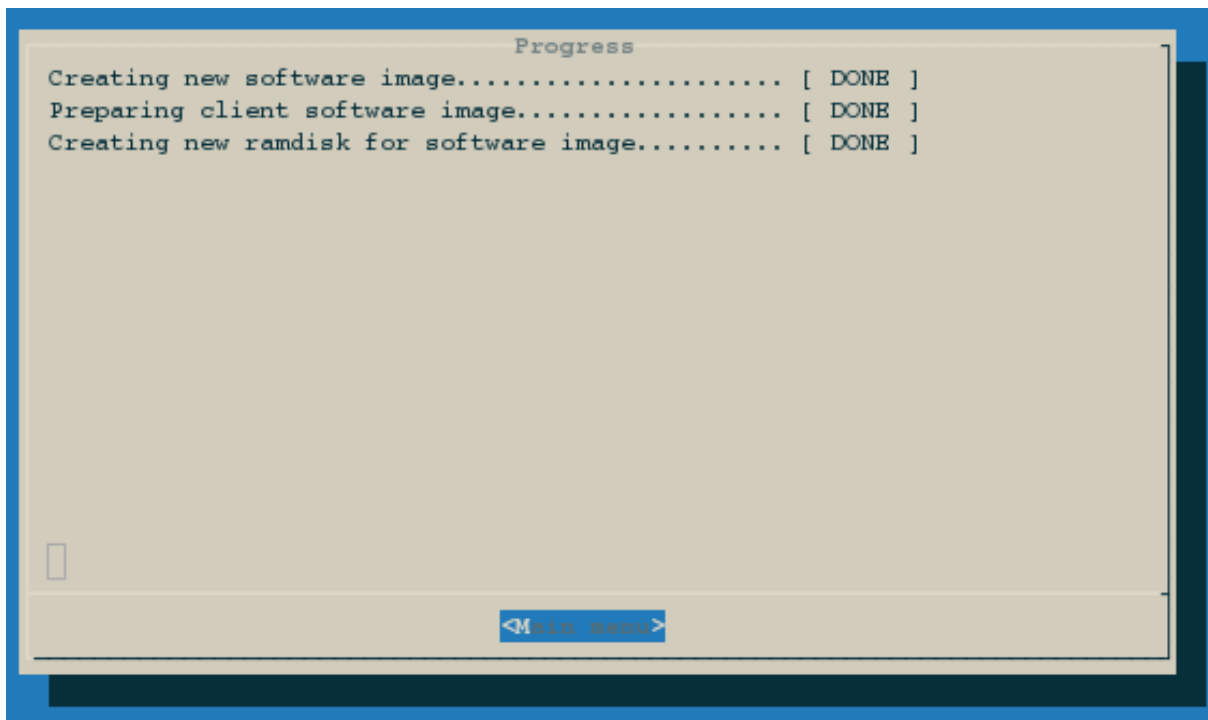 Progress
Creating new software image...................... [ DONE ]
Preparing client software image.................. [ DONE ]
Creating new ramdisk for software image.......... [ DONE ]
<Main menu>